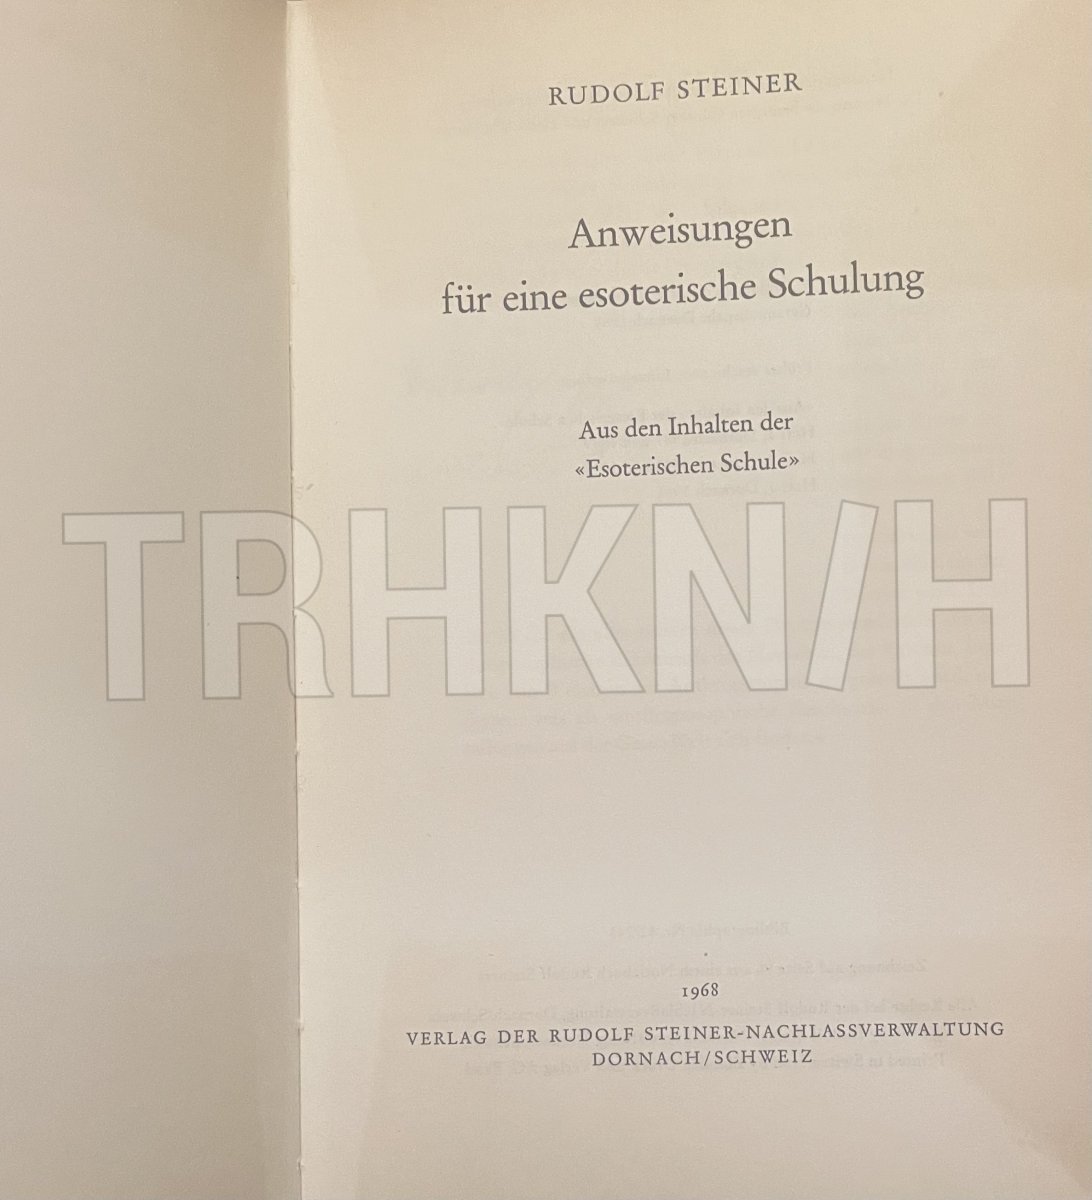 RUDOLF STEINER
Anweisungen
für eine esoterische Schulung
Aus den Inhalten der
«Esoterischen Schule»
TRHKN/H
1968
VERLAG DER RUDOLF STEINER-NACHLASSVERWALTUNG
DORNACH/SCHWEIZ